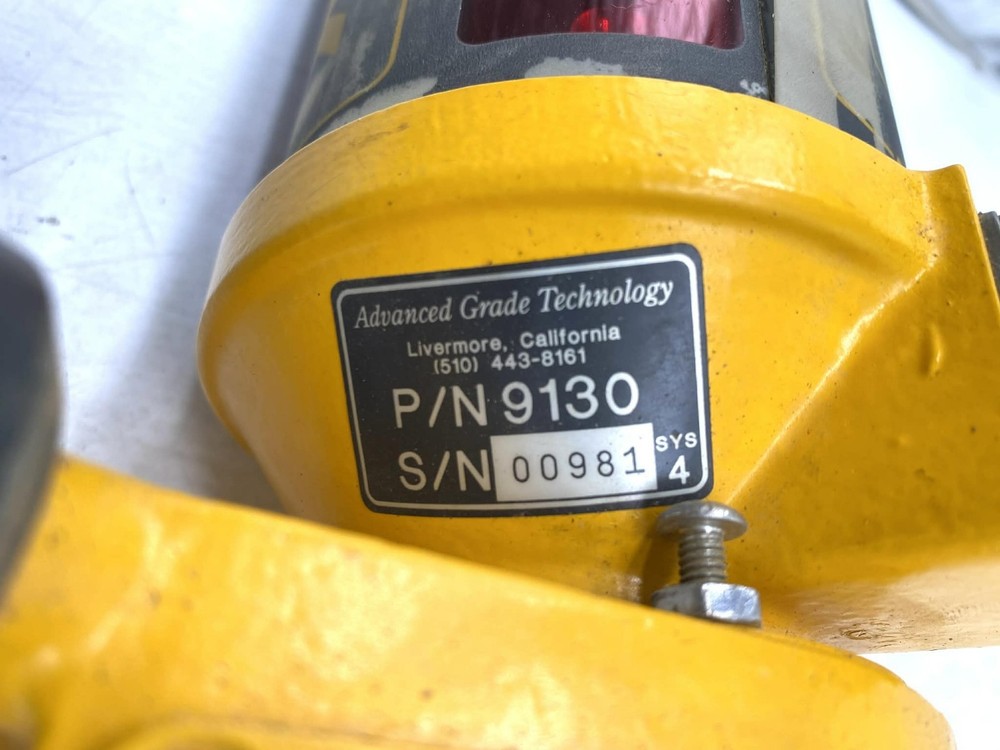 Advanced Grade Technology
Livermore, California
(510) 443-8161
P/N 9130
S/N 00981 SYS 4